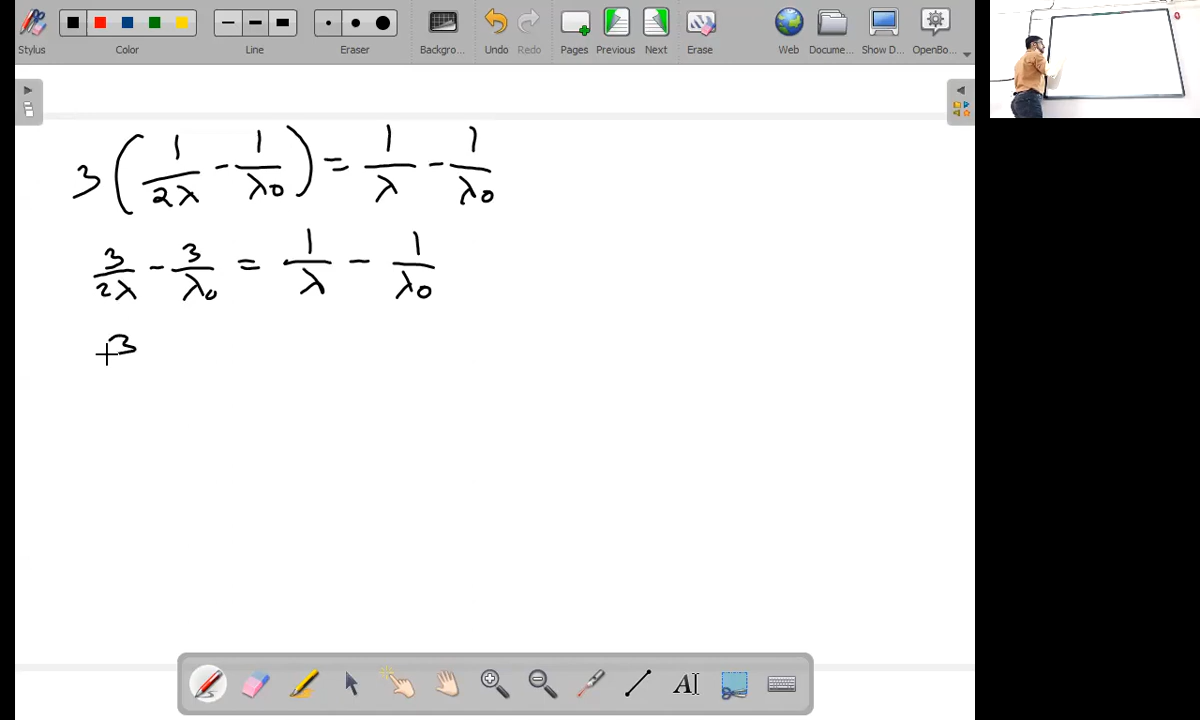 Stylus Color Line Eraser Backgro... Undo Redo Pages Previous Next Erase Web Docume... Show D... OpenBo...
3 ( 1/2λ - 1/λ0 ) = 1/λ - 1/λ0
3/2λ - 3/λ0 = 1/λ - 1/λ0
3